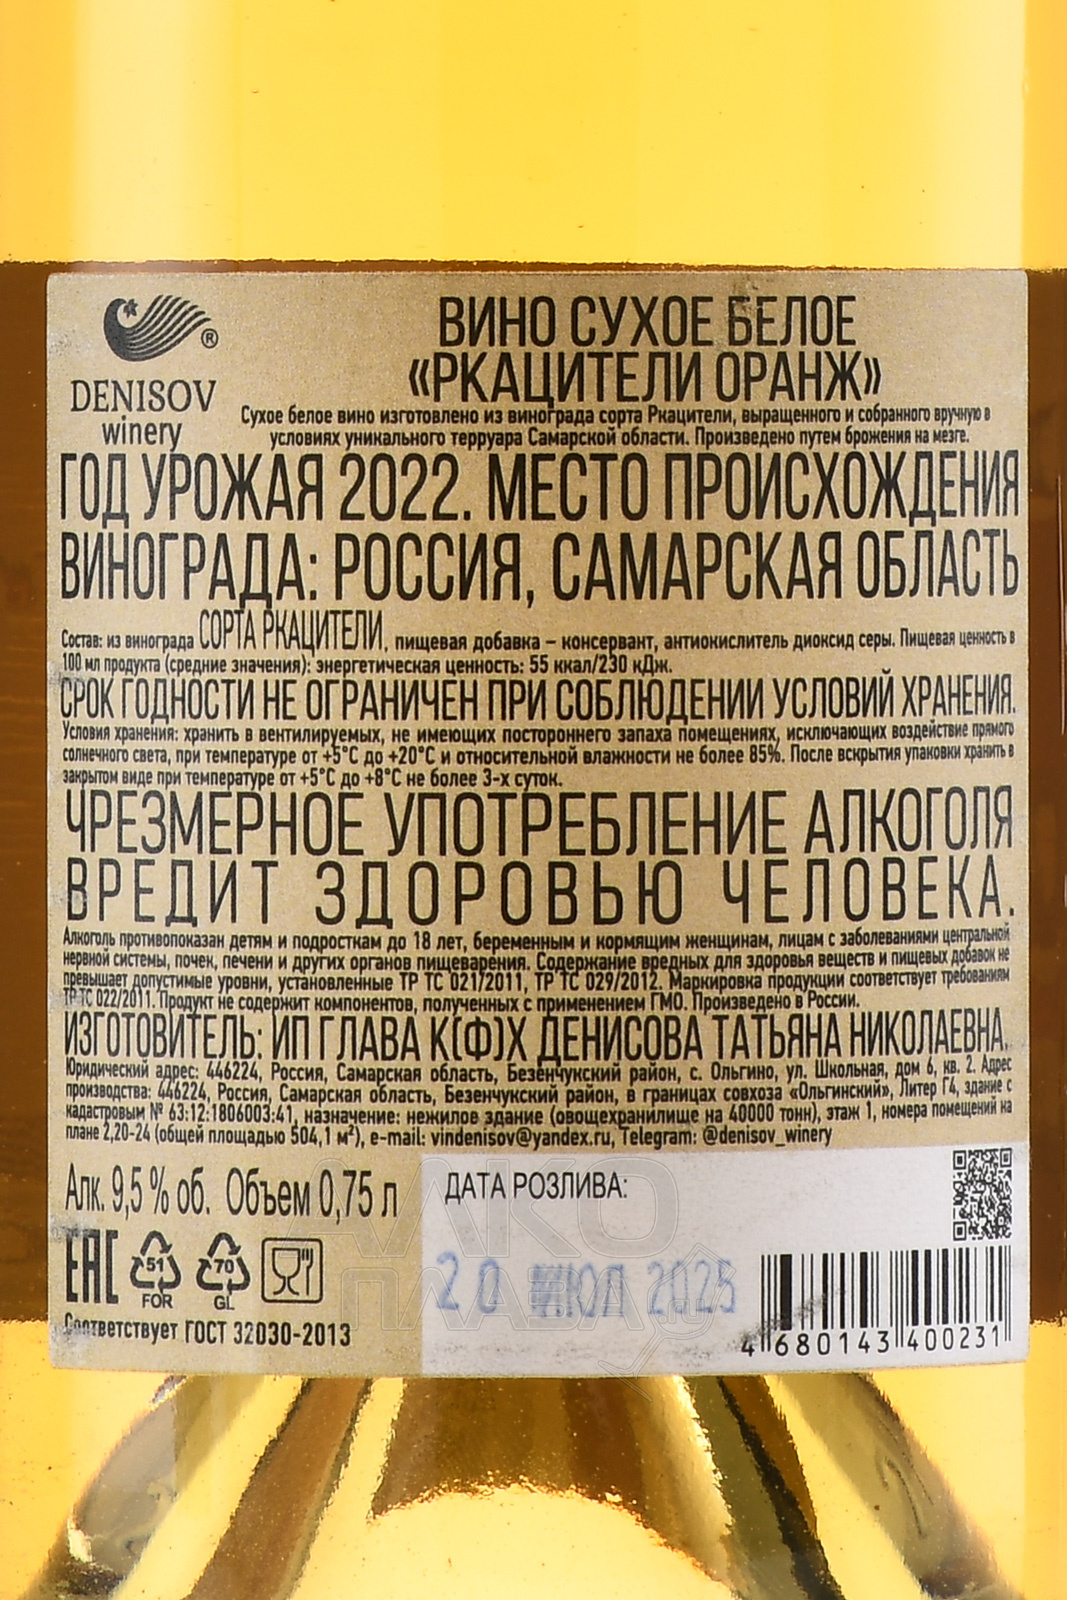 DENISOV
winery
ВИНО СУХОЕ БЕЛОЕ
«РКАЦИТЕЛИ ОРАНЖ»
Сухое белое вино изготовлено из винограда сорта Ркацители, выращенного и собранного вручную в
условиях уникального терруара Самарской области. Произведено путем брожения на мезге.
ГОД УРОЖАЯ 2022. МЕСТО ПРОИСХОЖДЕНИЯ
ВИНОГРАДА: РОССИЯ, САМАРСКАЯ ОБЛАСТЬ
Состав: из винограда СОРТА РКАЦИТЕЛИ, пищевая добавка – консервант, антиокислитель диоксид серы. Пищевая ценность в
100 мл продукта (средние значения): энергетическая ценность: 55 ккал/230 кДж.
СРОК ГОДНОСТИ НЕ ОГРАНИЧЕН ПРИ СОБЛЮДЕНИИ УСЛОВИЙ ХРАНЕНИЯ.
Условия хранения: хранить в вентилируемых, не имеющих постороннего запаха помещениях, исключающих воздействие прямого
солнечного света, при температуре от +5°С до +20°С и относительной влажности не более 85%. После вскрытия упаковки хранить в
закрытом виде при температуре от +5°С до +8°С не более 3-х суток.
ЧРЕЗМЕРНОЕ УПОТРЕБЛЕНИЕ АЛКОГОЛЯ
ВРЕДИТ ЗДОРОВЬЮ ЧЕЛОВЕКА.
Алкоголь противопоказан детям и подросткам до 18 лет, беременным и кормящим женщинам, лицам с заболеваниями центральной
нервной системы, почек, печени и других органов пищеварения. Содержание вредных для здоровья веществ и пищевых добавок не
превышает допустимые уровни, установленные ТР ТС 021/2011, ТР ТС 029/2012. Маркировка продукции соответствует требованиям
ТР ТС 022/2011. Продукт не содержит компонентов, полученных с применением ГМО. Произведено в России.
ИЗГОТОВИТЕЛЬ: ИП ГЛАВА К(Ф)Х ДЕНИСОВА ТАТЬЯНА НИКОЛАЕВНА.
Юридический адрес: 446224, Россия, Самарская область, Безенчукский район, с. Ольгино, ул. Школьная, дом 6, кв. 2. Адрес
производства: 446224, Россия, Самарская область, Безенчукский район, в границах совхоза «Ольгинский», Литер Г4, здание с
кадастровым № 63:12:1806003:41, назначение: нежилое здание (овощехранилище на 40000 тонн), этаж 1, номера помещений на
плане 2,20-24 (общей площадью 504,1 м²), e-mail: vindenisov@yandex.ru, Telegram: @denisov_winery
Алк. 9,5 % об. Объем 0,75 л
ДАТА РОЗЛИВА:
20 ИЮЛ 2025
EAC
51
FOR
70
GL
Соответствует ГОСТ 32030-2013
4 680143 400231
АЛКО
ПЛАЗА.ru